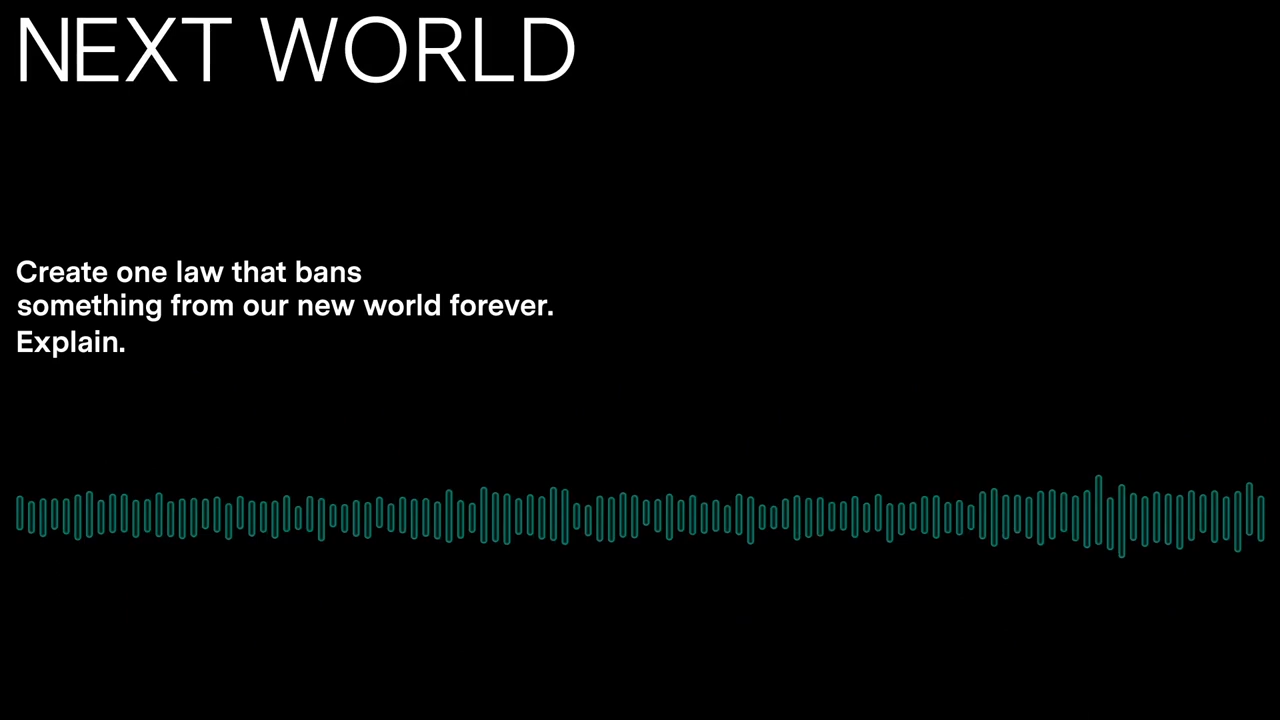 NEXT WORLD
Create one law that bans
something from our new world forever.
Explain.